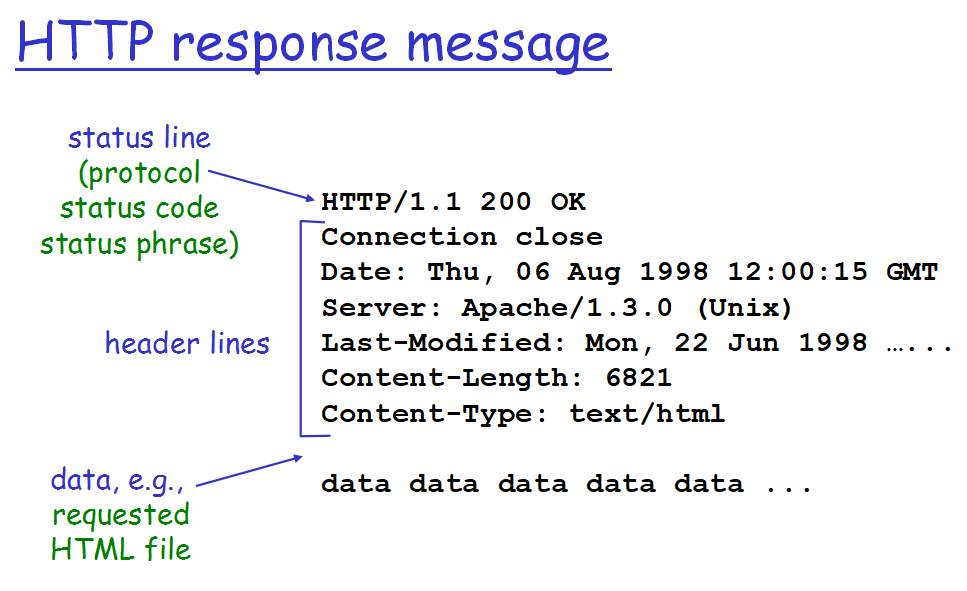 HTTP response message
status line
(protocol
status code
status phrase)
HTTP/1.1 200 OK
Connection close
Date: Thu, 06 Aug 1998 12:00:15 GMT
Server: Apache/1.3.0 (Unix)
Last-Modified: Mon, 22 Jun 1998 …...
Content-Length: 6821
Content-Type: text/html
header lines
data, e.g.,
requested
HTML file
data data data data data ...